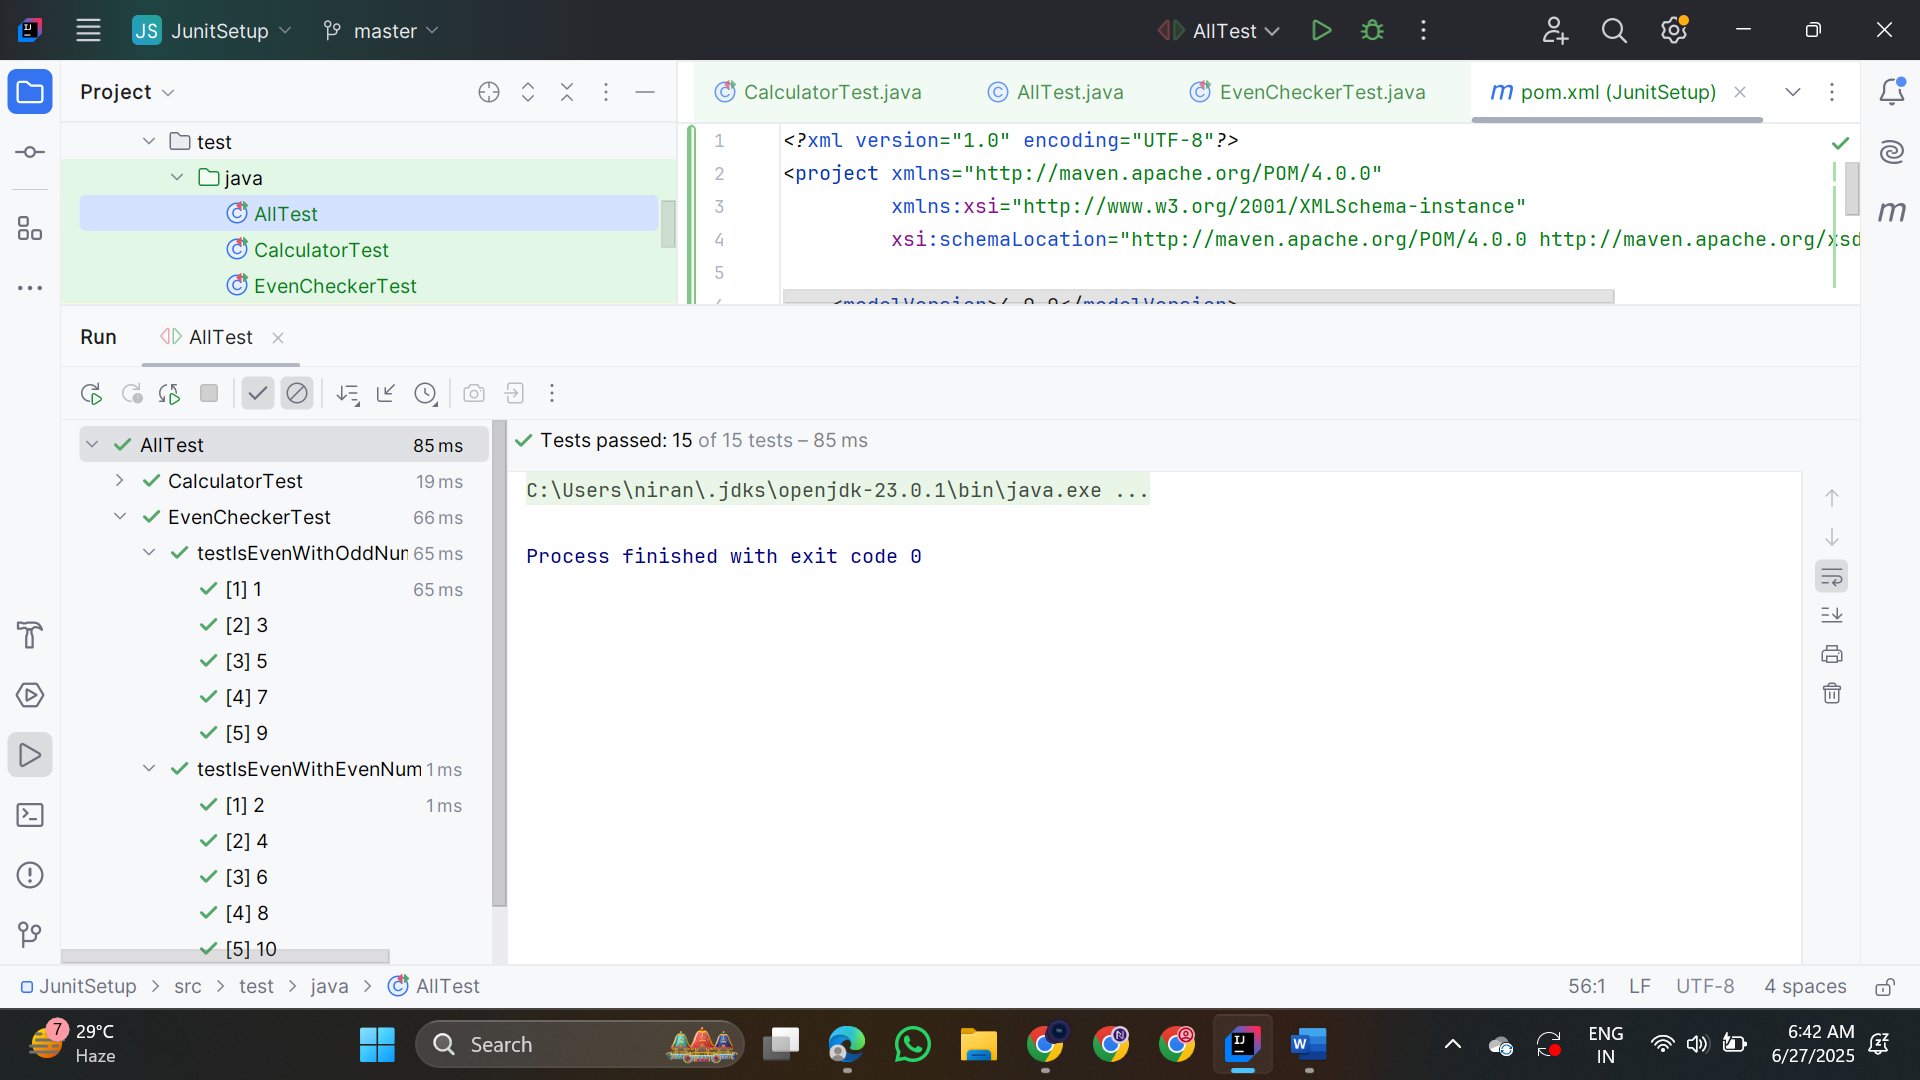 JS JunitSetup
master
AllTest
Project
CalculatorTest.java
AllTest.java
EvenCheckerTest.java
m pom.xml (JunitSetup)
test
java
AllTest
CalculatorTest
EvenCheckerTest
1 <?xml version="1.0" encoding="UTF-8"?>
2 <project xmlns="http://maven.apache.org/POM/4.0.0"
3 xmlns:xsi="http://www.w3.org/2001/XMLSchema-instance"
4 xsi:schemaLocation="http://maven.apache.org/POM/4.0.0 http://maven.apache.org/xsd
5
<modelVersion>4.0.0</modelVersion>
m
Run AllTest
AllTest 85 ms
CalculatorTest 19 ms
EvenCheckerTest 66 ms
testIsEvenWithOddNum 65 ms
[1] 1 65 ms
[2] 3
[3] 5
[4] 7
[5] 9
testIsEvenWithEvenNum 1 ms
[1] 2 1 ms
[2] 4
[3] 6
[4] 8
[5] 10
Tests passed: 15 of 15 tests – 85 ms
C:\Users\niran\.jdks\openjdk-23.0.1\bin\java.exe ...
Process finished with exit code 0
JunitSetup > src > test > java > AllTest
56:1 LF UTF-8 4 spaces
7
29°C
Haze
Search
ENG
IN
6:42 AM
6/27/2025